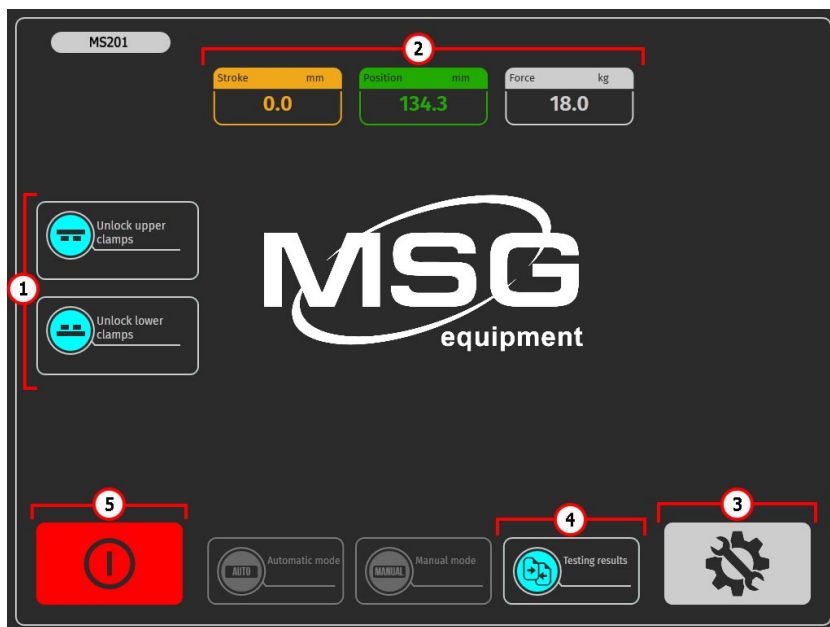 MS201
2
Stroke mm
0.0
Position mm
134.3
Force kg
18.0
1
Unlock upper
clamps
Unlock lower
clamps
MSG
equipment
5
4
3
AUTO
Automatic mode
MANUAL
Manual mode
Testing results